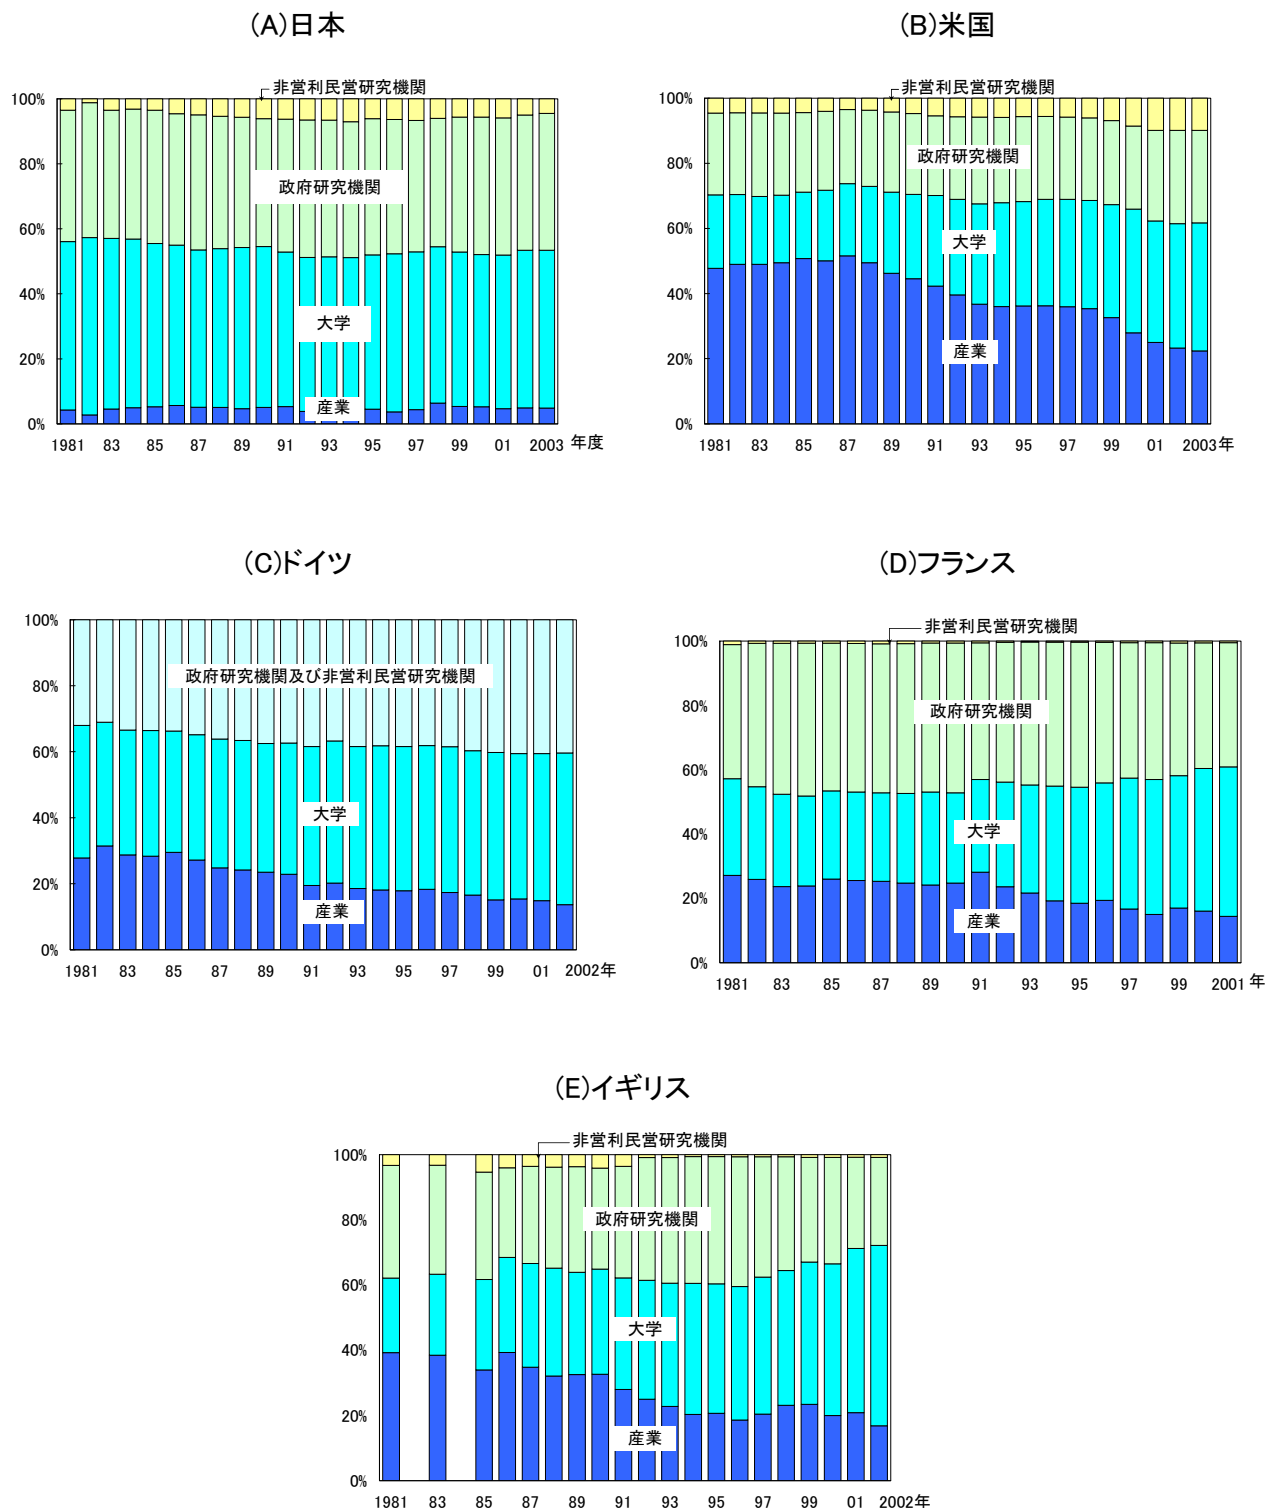 (A)日本
非営利民営研究機関
100%
80%
60%
40%
20%
0%
政府研究機関
大学
産業
1981 83 85 87 89 91 93 95 97 99 01 2003 年度
(B)米国
非営利民営研究機関
100%
80%
60%
40%
20%
0%
政府研究機関
大学
産業
1981 83 85 87 89 91 93 95 97 99 01 2003年
(C)ドイツ
100%
80%
60%
40%
20%
0%
政府研究機関及び非営利民営研究機関
大学
産業
1981 83 85 87 89 91 93 95 97 99 01 2002年
(D)フランス
非営利民営研究機関
100%
80%
60%
40%
20%
0%
政府研究機関
大学
産業
1981 83 85 87 89 91 93 95 97 99 2001 年
(E)イギリス
非営利民営研究機関
100%
80%
60%
40%
20%
0%
政府研究機関
大学
産業
1981 83 85 87 89 91 93 95 97 99 01 2002年